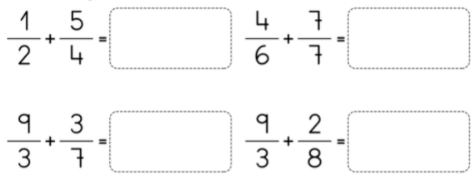 1/2 + 5/4 =    4/6 + 7/7 =
9/3 + 3/7 =    9/3 + 2/8 =